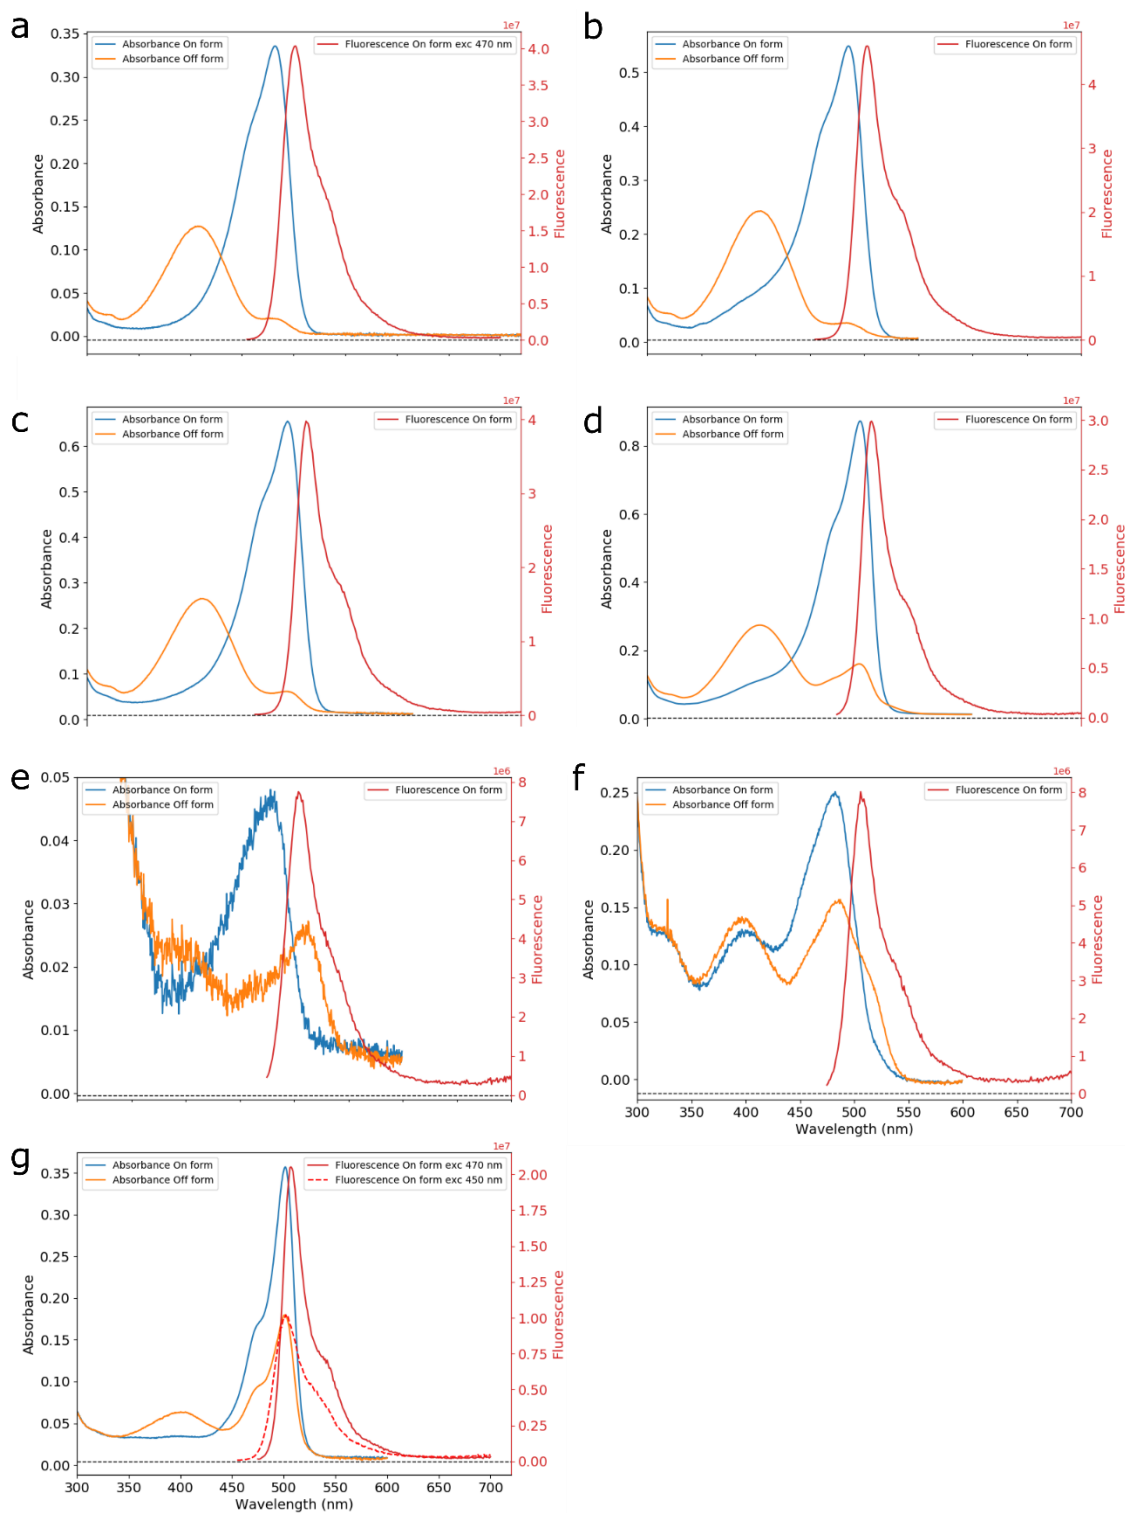 a
1e7
Absorbance On form
Absorbance Off form
Fluorescence On form exc 470 nm
0.35
0.30
0.25
0.20
0.15
0.10
0.05
0.00
Absorbance
4.0
3.5
3.0
2.5
2.0
1.5
1.0
0.5
0.0
Fluorescence
b
1e7
Absorbance On form
Absorbance Off form
Fluorescence On form
0.5
0.4
0.3
0.2
0.1
0.0
Absorbance
4
3
2
1
0
Fluorescence
c
1e7
Absorbance On form
Absorbance Off form
Fluorescence On form
0.6
0.5
0.4
0.3
0.2
0.1
0.0
Absorbance
4
3
2
1
0
Fluorescence
d
1e7
Absorbance On form
Absorbance Off form
Fluorescence On form
0.8
0.6
0.4
0.2
0.0
Absorbance
3.0
2.5
2.0
1.5
1.0
0.5
0.0
Fluorescence
e
1e6
Absorbance On form
Absorbance Off form
Fluorescence On form
0.05
0.04
0.03
0.02
0.01
0.00
Absorbance
8
7
6
5
4
3
2
1
0
Fluorescence
f
1e6
Absorbance On form
Absorbance Off form
Fluorescence On form
0.25
0.20
0.15
0.10
0.05
0.00
Absorbance
8
7
6
5
4
3
2
1
0
Fluorescence
300 350 400 450 500 550 600 650 700
Wavelength (nm)
g
1e7
Absorbance On form
Absorbance Off form
Fluorescence On form exc 470 nm
Fluorescence On form exc 450 nm
0.35
0.30
0.25
0.20
0.15
0.10
0.05
0.00
Absorbance
2.00
1.75
1.50
1.25
1.00
0.75
0.50
0.25
0.00
Fluorescence
300 350 400 450 500 550 600 650 700
Wavelength (nm)